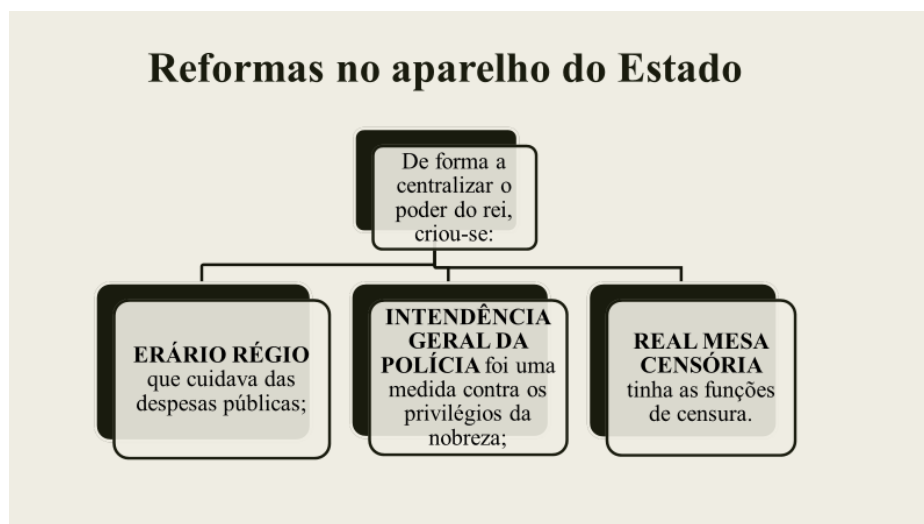 Reformas no aparelho do Estado
De forma a
centralizar o
poder do rei,
criou-se:
ERÁRIO RÉGIO
que cuidava das
despesas públicas;
INTENDÊNCIA
GERAL DA
POLÍCIA foi uma
medida contra os
privilégios da
nobreza;
REAL MESA
CENSÓRIA
tinha as funções
de censura.